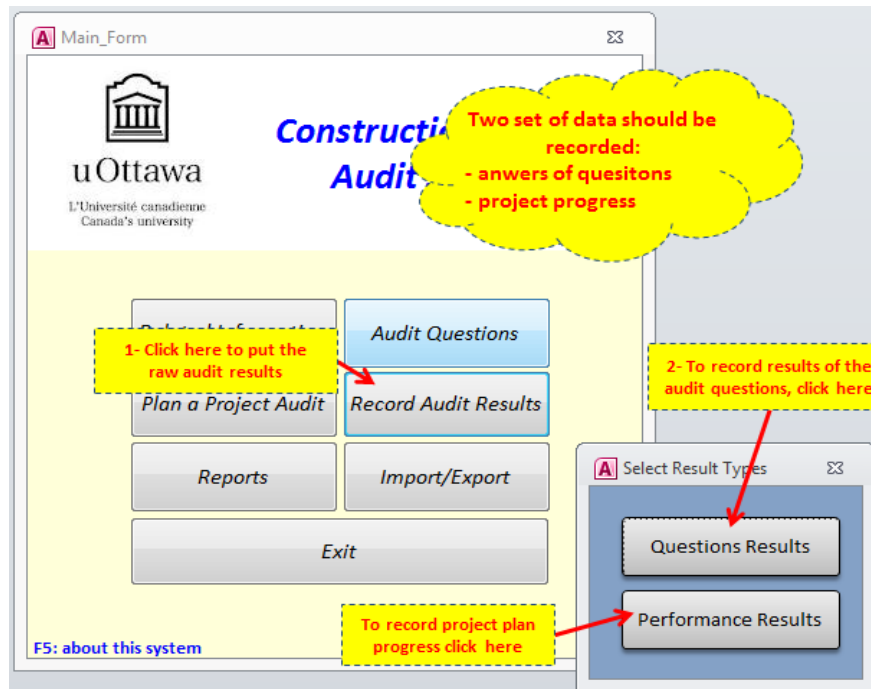 A Main_Form
uOttawa
L'Université canadienne
Canada's university
Constructi
Audit
Two set of data should be
recorded:
- anwers of quesitons
- project progress
Audit Questions
1- Click here to put the
raw audit results
Plan a Project Audit
Record Audit Results
Reports
Import/Export
Exit
F5: about this system
2- To record results of the
audit questions, click here
A Select Result Types
Questions Results
Performance Results
To record project plan
progress click here